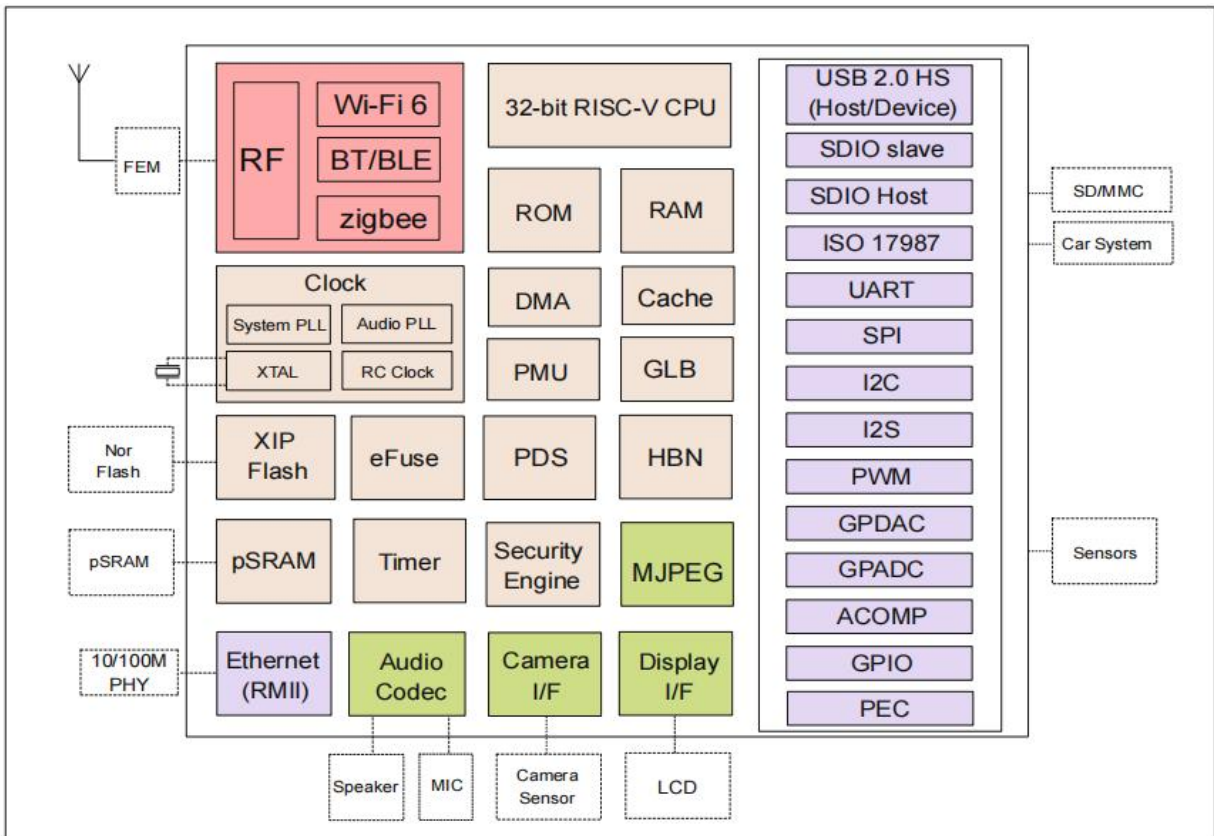 FEM
RF
Wi-Fi 6
BT/BLE
zigbee
Clock
System PLL
Audio PLL
XTAL
RC Clock
Nor
Flash
XIP
Flash
eFuse
pSRAM
pSRAM
Timer
10/100M
PHY
Ethernet
(RMII)
Audio
Codec
32-bit RISC-V CPU
ROM
RAM
DMA
Cache
PMU
GLB
PDS
HBN
Security
Engine
MJPEG
Camera
I/F
Display
I/F
USB 2.0 HS
(Host/Device)
SDIO slave
SDIO Host
ISO 17987
UART
SPI
I2C
I2S
PWM
GPDAC
GPADC
ACOMP
GPIO
PEC
SD/MMC
Car System
Sensors
Speaker
MIC
Camera
Sensor
LCD